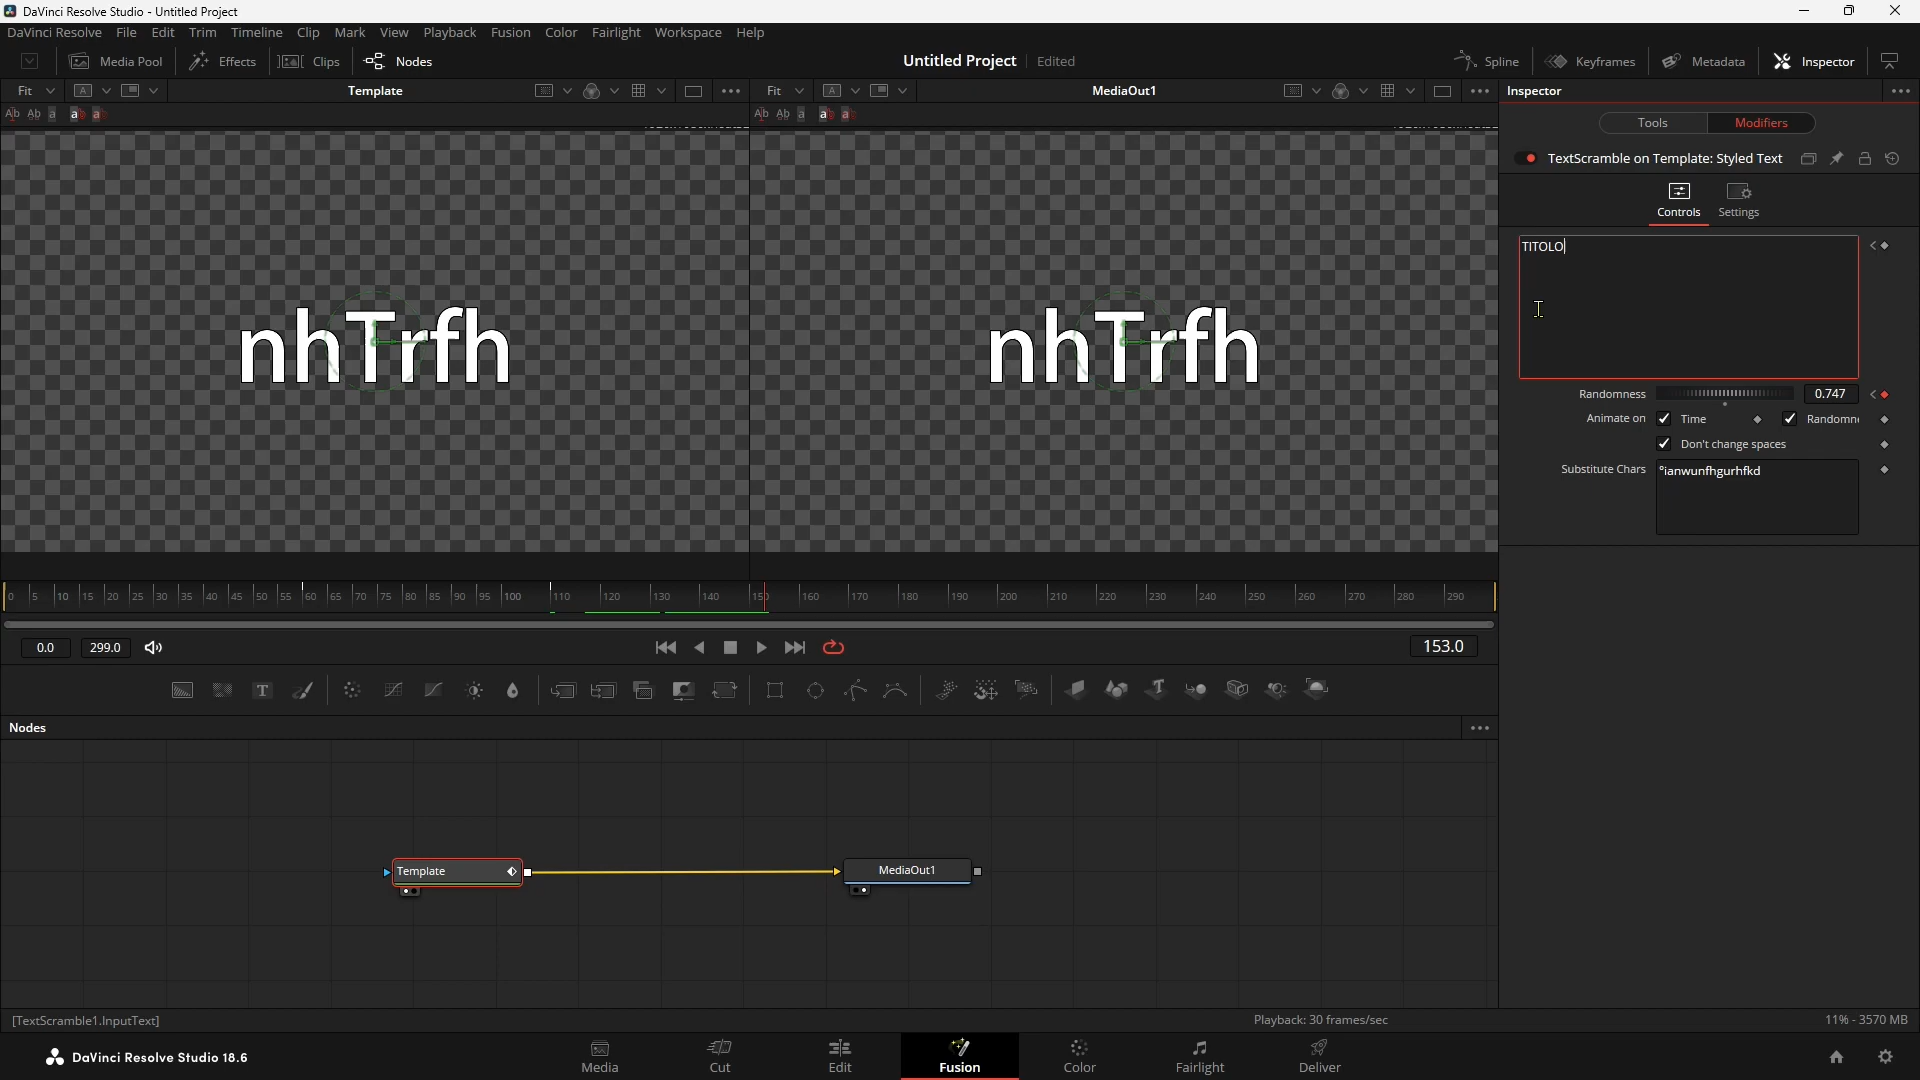 DaVinci Resolve Studio - Untitled Project
DaVinci Resolve File Edit Trim Timeline Clip Mark View Playback Fusion Color Fairlight Workspace Help
Media Pool Effects Clips Nodes Untitled Project Edited Spline Keyframes Metadata Inspector
Fit A Template Fit A MediaOut1 Inspector
Tools Modifiers
TextScramble on Template: Styled Text
Controls Settings
TITOLO
nhTrfh nhTrfh
Randomness 0.747
Animate on Time Randomne
Don't change spaces
Substitute Chars °ianwunfhgurhfkd
0 5 10 15 20 25 30 35 40 45 50 55 60 65 70 75 80 85 90 95 100 110 120 130 140 150 160 170 180 190 200 210 220 230 240 250 260 270 280 290
0.0 299.0 153.0
Nodes
Template MediaOut1
[TextScramble1.InputText] Playback: 30 frames/sec 11% - 3570 MB
DaVinci Resolve Studio 18.6 Media Cut Edit Fusion Color Fairlight Deliver